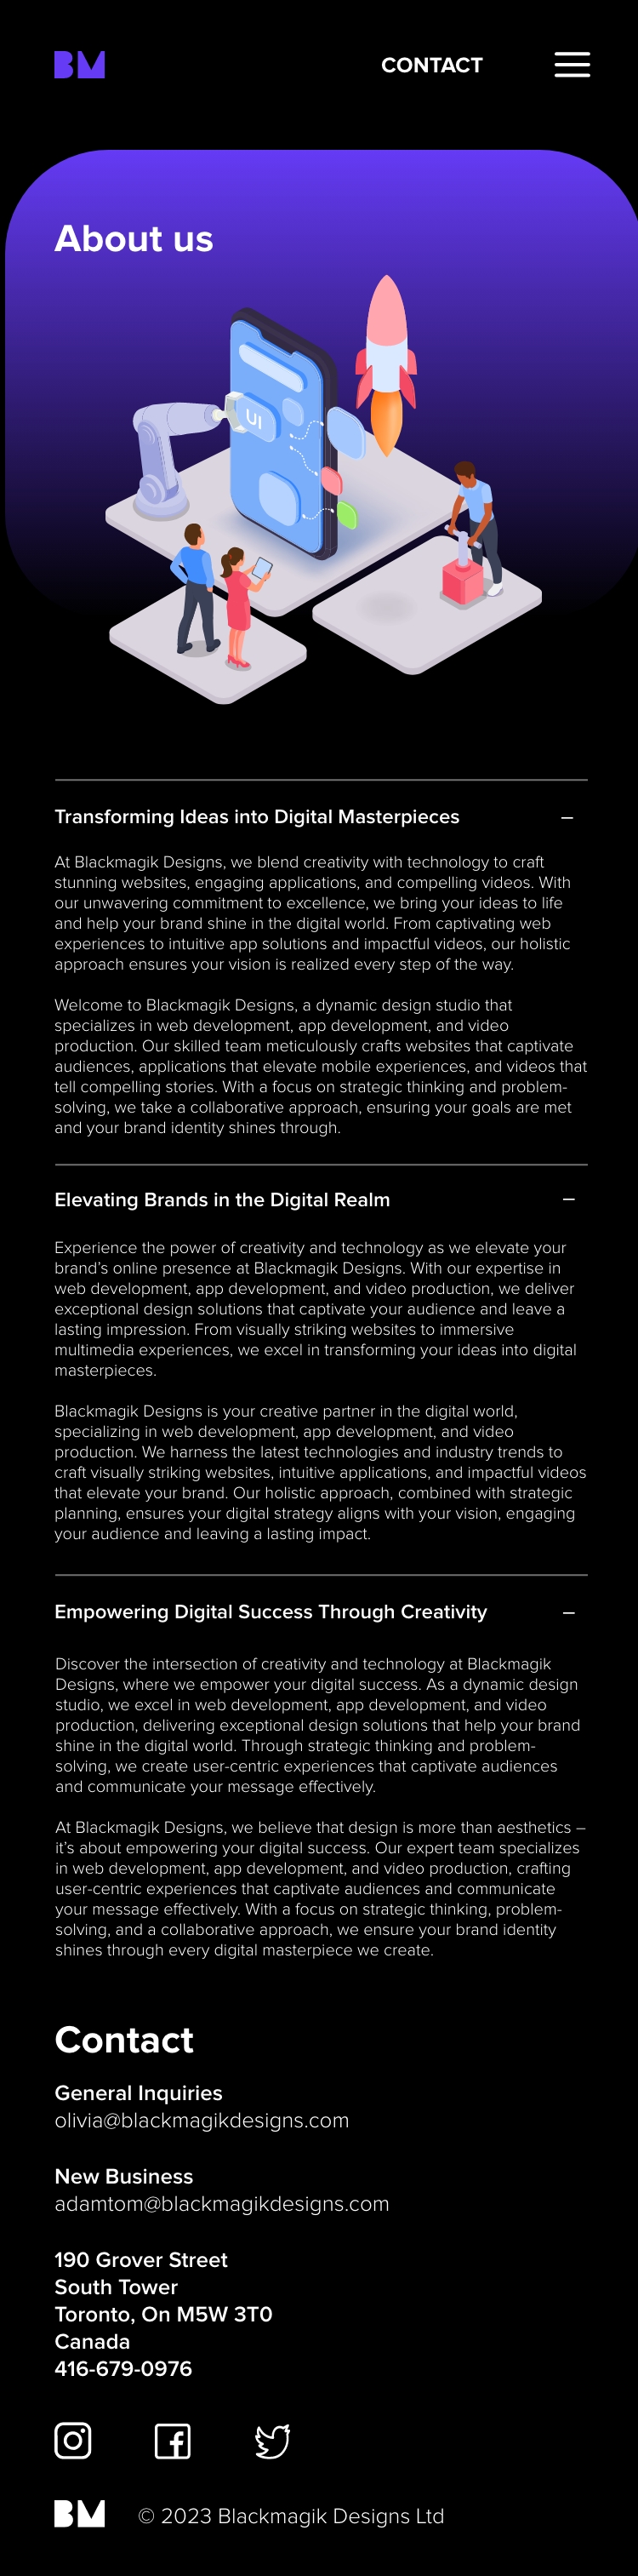 BM
CONTACT
About us
UI
Transforming Ideas into Digital Masterpieces –
At Blackmagik Designs, we blend creativity with technology to craft
stunning websites, engaging applications, and compelling videos. With
our unwavering commitment to excellence, we bring your ideas to life
and help your brand shine in the digital world. From captivating web
experiences to intuitive app solutions and impactful videos, our holistic
approach ensures your vision is realized every step of the way.
Welcome to Blackmagik Designs, a dynamic design studio that
specializes in web development, app development, and video
production. Our skilled team meticulously crafts websites that captivate
audiences, applications that elevate mobile experiences, and videos that
tell compelling stories. With a focus on strategic thinking and problem-
solving, we take a collaborative approach, ensuring your goals are met
and your brand identity shines through.
Elevating Brands in the Digital Realm –
Experience the power of creativity and technology as we elevate your
brand’s online presence at Blackmagik Designs. With our expertise in
web development, app development, and video production, we deliver
exceptional design solutions that captivate your audience and leave a
lasting impression. From visually striking websites to immersive
multimedia experiences, we excel in transforming your ideas into digital
masterpieces.
Blackmagik Designs is your creative partner in the digital world,
specializing in web development, app development, and video
production. We harness the latest technologies and industry trends to
craft visually striking websites, intuitive applications, and impactful videos
that elevate your brand. Our holistic approach, combined with strategic
planning, ensures your digital strategy aligns with your vision, engaging
your audience and leaving a lasting impact.
Empowering Digital Success Through Creativity –
Discover the intersection of creativity and technology at Blackmagik
Designs, where we empower your digital success. As a dynamic design
studio, we excel in web development, app development, and video
production, delivering exceptional design solutions that help your brand
shine in the digital world. Through strategic thinking and problem-
solving, we create user-centric experiences that captivate audiences
and communicate your message effectively.
At Blackmagik Designs, we believe that design is more than aesthetics –
it’s about empowering your digital success. Our expert team specializes
in web development, app development, and video production, crafting
user-centric experiences that captivate audiences and communicate
your message effectively. With a focus on strategic thinking, problem-
solving, and a collaborative approach, we ensure your brand identity
shines through every digital masterpiece we create.
Contact
General Inquiries
olivia@blackmagikdesigns.com
New Business
adamtom@blackmagikdesigns.com
190 Grover Street
South Tower
Toronto, On M5W 3T0
Canada
416-679-0976
BM © 2023 Blackmagik Designs Ltd